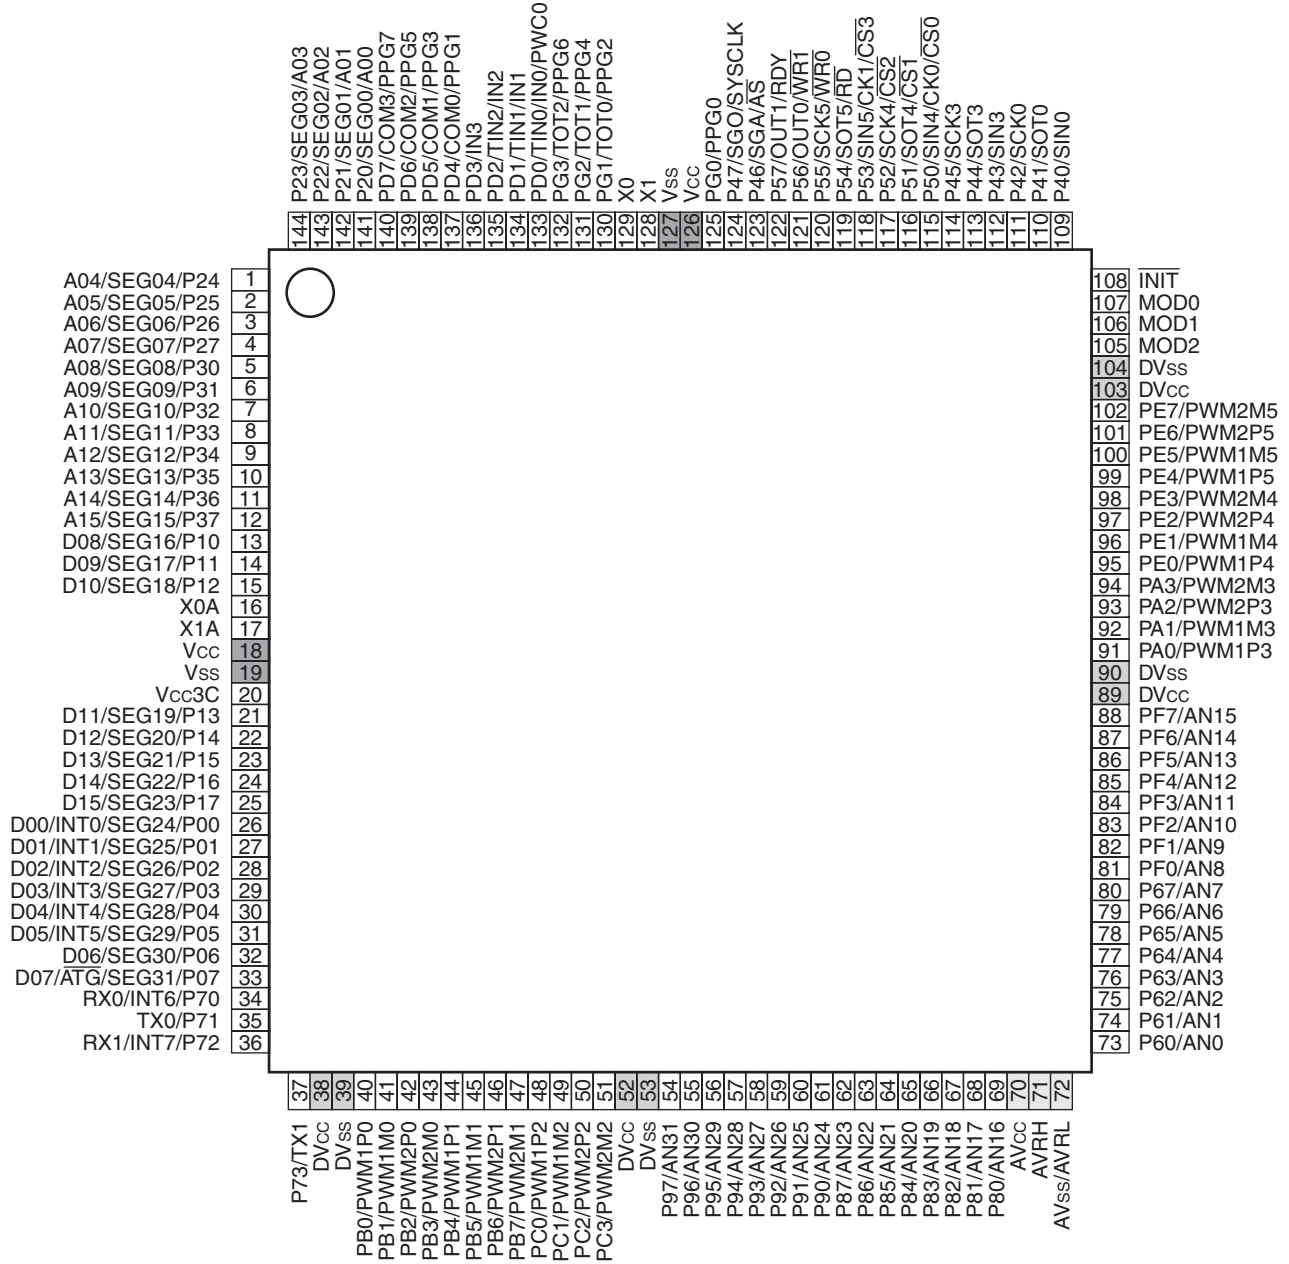 P23/SEG03/A03
P22/SEG02/A02
P21/SEG01/A01
P20/SEG00/A00
PD7/COM3/PPG7
PD6/COM2/PPG5
PD5/COM1/PPG3
PD4/COM0/PPG1
PD3/IN3
PD2/TIN2/IN2
PD1/TIN1/IN1
PD0/TIN0/IN0/PWC0
PG3/TOT2/PPG6
PG2/TOT1/PPG4
PG1/TOT0/PPG2
X0
X1
Vss
Vcc
PG0/PPG0
P47/SGO/SYSCLK
P46/SGA/AS
P57/OUT1/RDY
P56/OUT0/WR1
P55/SCK5/WR0
P54/SOT5/RD
P53/SIN5/CK1/CS3
P52/SCK4/CS2
P51/SOT4/CS1
P50/SIN4/CK0/CS0
P45/SCK3
P44/SOT3
P43/SIN3
P42/SCK0
P41/SOT0
P40/SIN0
144
143
142
141
140
139
138
137
136
135
134
133
132
131
130
129
128
127
126
125
124
123
122
121
120
119
118
117
116
115
114
113
112
111
110
109
A04/SEG04/P24 1
A05/SEG05/P25 2
A06/SEG06/P26 3
A07/SEG07/P27 4
A08/SEG08/P30 5
A09/SEG09/P31 6
A10/SEG10/P32 7
A11/SEG11/P33 8
A12/SEG12/P34 9
A13/SEG13/P35 10
A14/SEG14/P36 11
A15/SEG15/P37 12
D08/SEG16/P10 13
D09/SEG17/P11 14
D10/SEG18/P12 15
X0A 16
X1A 17
Vcc 18
Vss 19
Vcc3C 20
D11/SEG19/P13 21
D12/SEG20/P14 22
D13/SEG21/P15 23
D14/SEG22/P16 24
D15/SEG23/P17 25
D00/INT0/SEG24/P00 26
D01/INT1/SEG25/P01 27
D02/INT2/SEG26/P02 28
D03/INT3/SEG27/P03 29
D04/INT4/SEG28/P04 30
D05/INT5/SEG29/P05 31
D06/SEG30/P06 32
D07/ATG/SEG31/P07 33
RX0/INT6/P70 34
TX0/P71 35
RX1/INT7/P72 36
108 INIT
107 MOD0
106 MOD1
105 MOD2
104 DVss
103 DVcc
102 PE7/PWM2M5
101 PE6/PWM2P5
100 PE5/PWM1M5
99 PE4/PWM1P5
98 PE3/PWM2M4
97 PE2/PWM2P4
96 PE1/PWM1M4
95 PE0/PWM1P4
94 PA3/PWM2M3
93 PA2/PWM2P3
92 PA1/PWM1M3
91 PA0/PWM1P3
90 DVss
89 DVcc
88 PF7/AN15
87 PF6/AN14
86 PF5/AN13
85 PF4/AN12
84 PF3/AN11
83 PF2/AN10
82 PF1/AN9
81 PF0/AN8
80 P67/AN7
79 P66/AN6
78 P65/AN5
77 P64/AN4
76 P63/AN3
75 P62/AN2
74 P61/AN1
73 P60/AN0
37
38
39
40
41
42
43
44
45
46
47
48
49
50
51
52
53
54
55
56
57
58
59
60
61
62
63
64
65
66
67
68
69
70
71
72
P73/TX1
DVcc
DVss
PB0/PWM1P0
PB1/PWM1M0
PB2/PWM2P0
PB3/PWM2M0
PB4/PWM1P1
PB5/PWM1M1
PB6/PWM2P1
PB7/PWM2M1
PC0/PWM1P2
PC1/PWM1M2
PC2/PWM2P2
PC3/PWM2M2
DVcc
DVss
P97/AN31
P96/AN30
P95/AN29
P94/AN28
P93/AN27
P92/AN26
P91/AN25
P90/AN24
P87/AN23
P86/AN22
P85/AN21
P84/AN20
P83/AN19
P82/AN18
P81/AN17
P80/AN16
AVcc
AVRH
AVss/AVRL